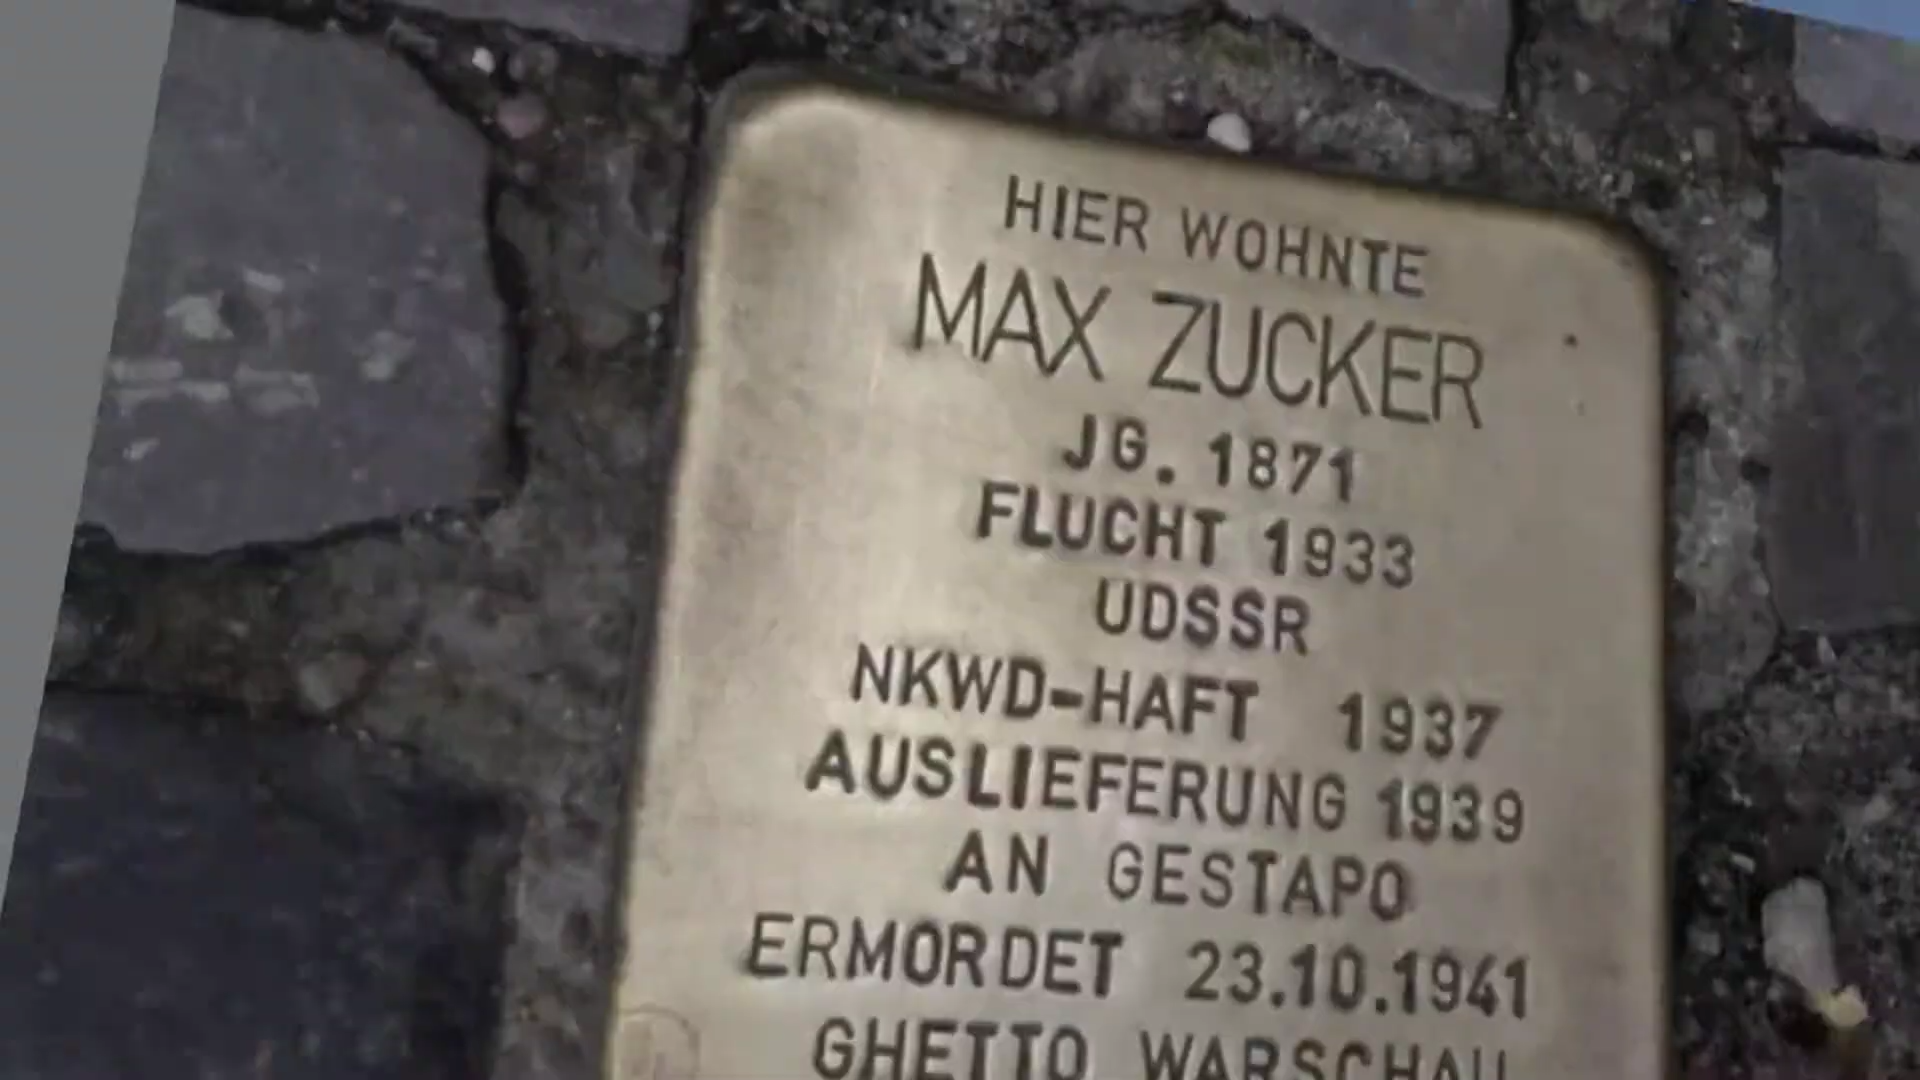 HIER WOHNTE
MAX ZUCKER
JG. 1871
FLUCHT 1933
UDSSR
NKWD-HAFT 1937
AUSLIEFERUNG 1939
AN GESTAPO
ERMORDET 23.10.1941
GHETTO WARSCHAU